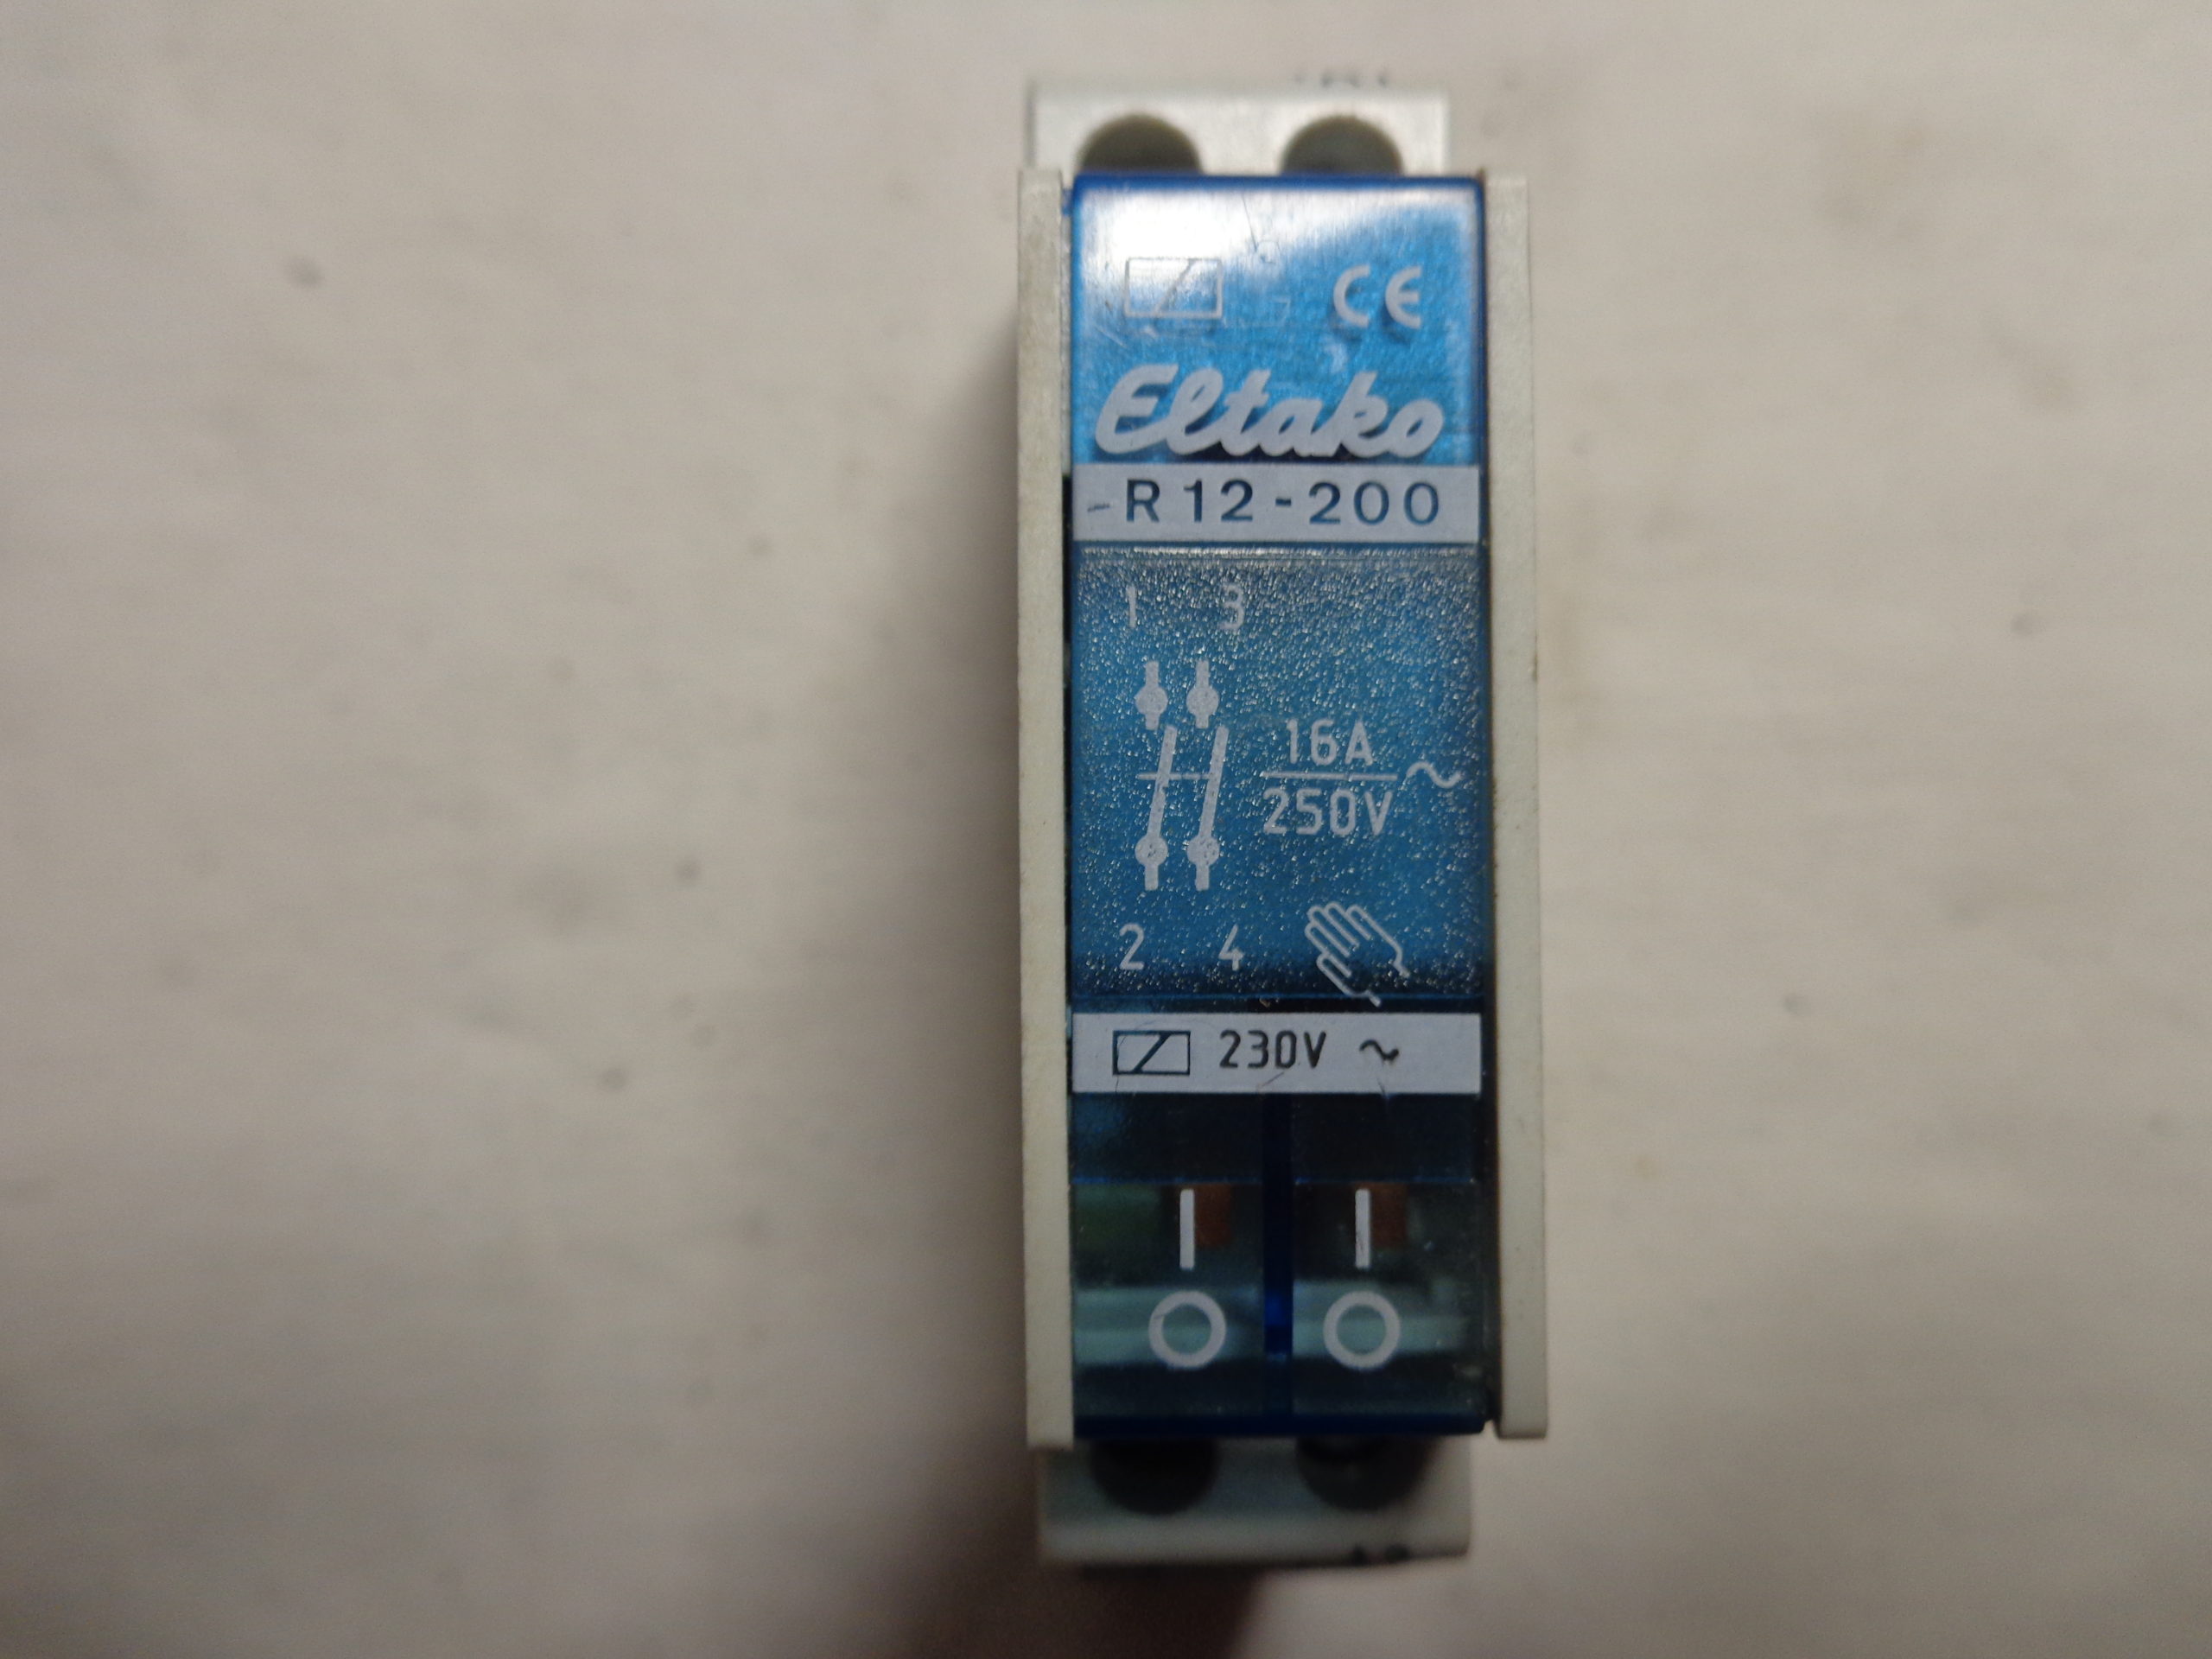 CE
Eltako
R12-200
1 3
16A
250V ~
2 4
230V ~
I I
O O